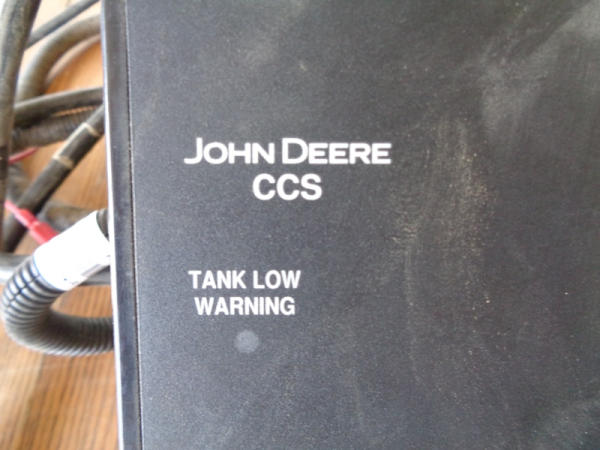 JOHN DEERE
CCS
TANK LOW
WARNING